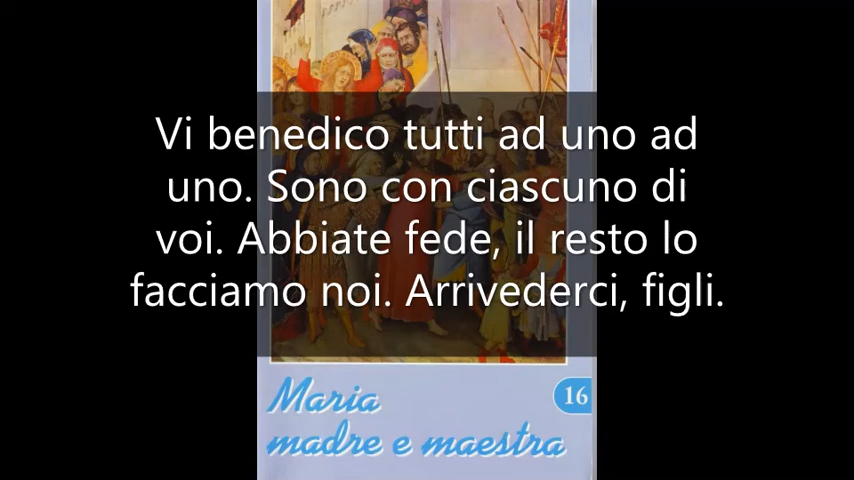 Vi benedico tutti ad uno ad
uno. Sono con ciascuno di
voi. Abbiate fede, il resto lo
facciamo noi. Arrivederci, figli.
Maria
16
madre e maestra